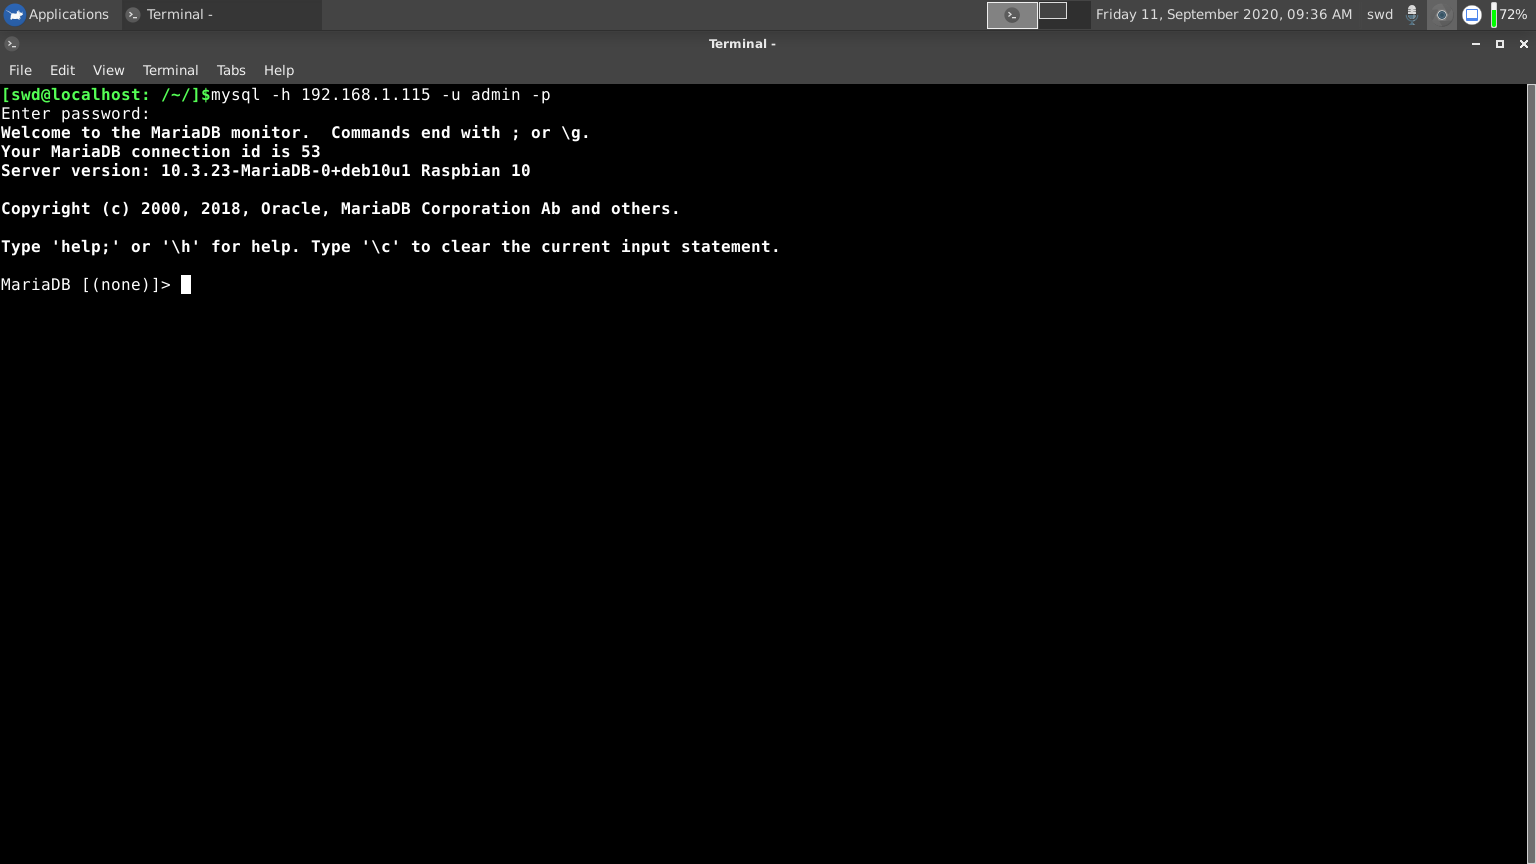 Applications
Terminal -
Friday 11, September 2020, 09:36 AM
swd
72%
Terminal -
File Edit View Terminal Tabs Help
[swd@localhost: /~/]$mysql -h 192.168.1.115 -u admin -p
Enter password:
Welcome to the MariaDB monitor.  Commands end with ; or \g.
Your MariaDB connection id is 53
Server version: 10.3.23-MariaDB-0+deb10u1 Raspbian 10
Copyright (c) 2000, 2018, Oracle, MariaDB Corporation Ab and others.
Type 'help;' or '\h' for help. Type '\c' to clear the current input statement.
MariaDB [(none)]>